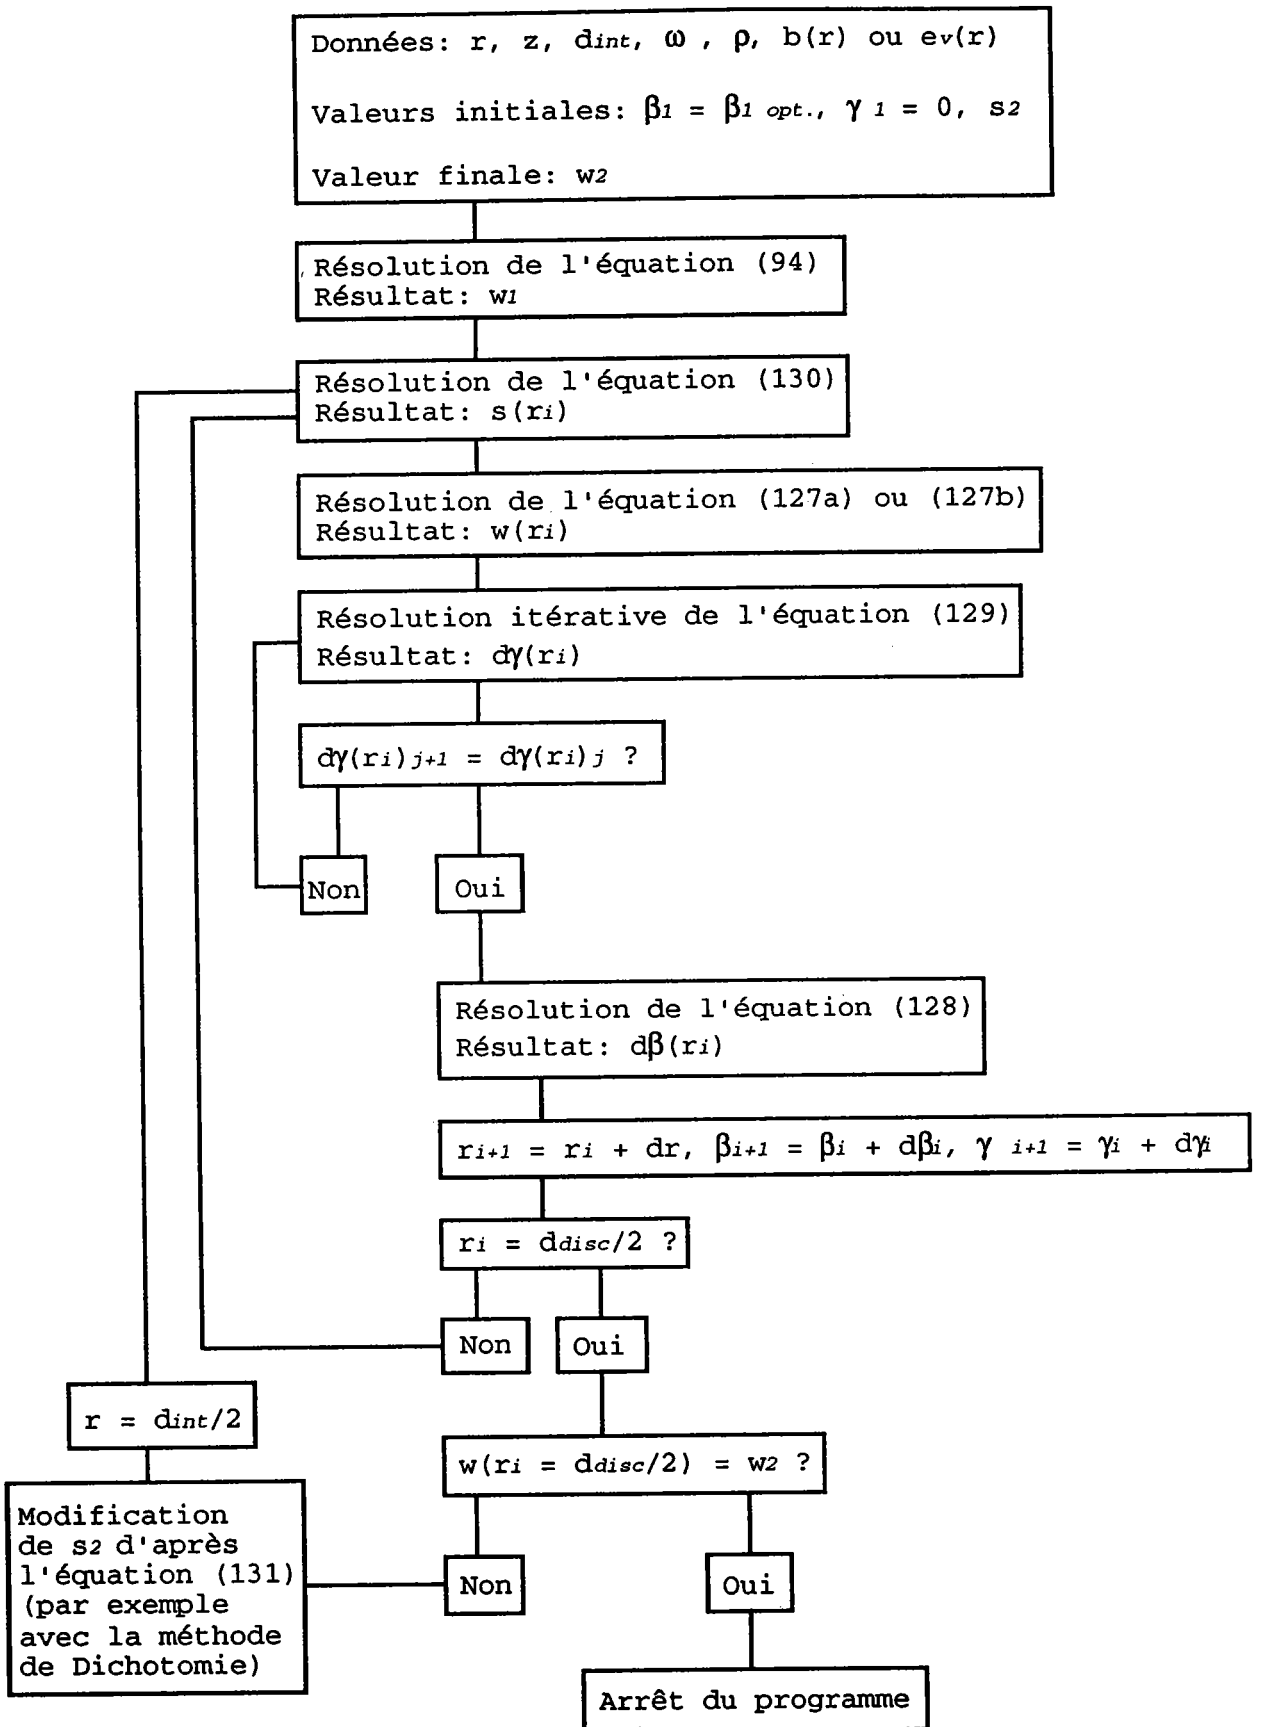 Données: r, z, dint, ω , ρ, b(r) ou ev(r)
Valeurs initiales: β1 = β1 opt., γ 1 = 0, s2
Valeur finale: w2
Résolution de l'équation (94)
Résultat: w1
Résolution de l'équation (130)
Résultat: s(ri)
Résolution de l'équation (127a) ou (127b)
Résultat: w(ri)
Résolution itérative de l'équation (129)
Résultat: dγ(ri)
dγ(ri)j+1 = dγ(ri)j ?
Non
Oui
Résolution de l'équation (128)
Résultat: dβ(ri)
ri+1 = ri + dr, βi+1 = βi + dβi, γ i+1 = γi + dγi
ri = ddisc/2 ?
Non
Oui
r = dint/2
w(ri = ddisc/2) = w2 ?
Modification
de s2 d'après
l'équation (131)
(par exemple
avec la méthode
de Dichotomie)
Non
Oui
Arrêt du programme